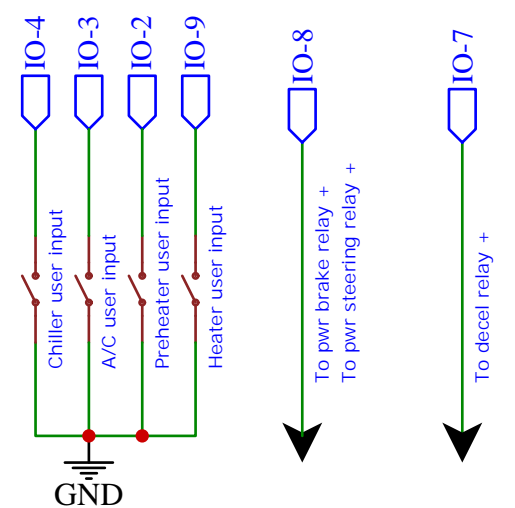 IO-4
IO-3
IO-2
IO-9
IO-8
IO-7
Chiller user input
A/C user input
Preheater user input
Heater user input
To pwr brake relay +
To pwr steering relay +
To decel relay +
GND